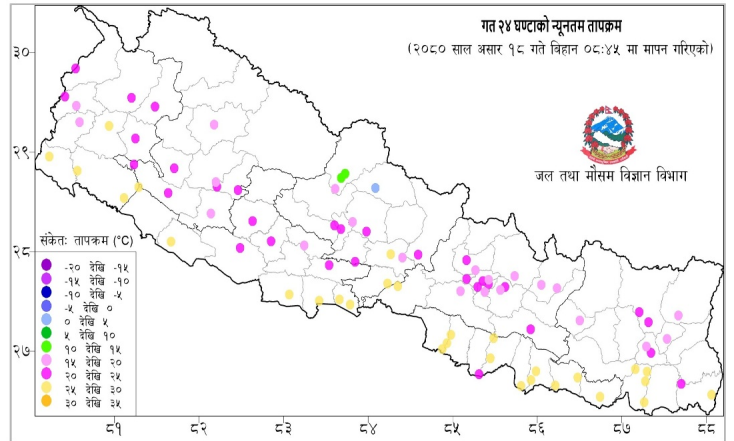 गत २४ घण्टाको न्यूनतम तापक्रम
(२०८० साल असार १८ गते बिहान ०८:४५ मा मापन गरिएको)
जल तथा मौसम विज्ञान विभाग
३०
२९
२८
२७
संकेतः तापक्रम (°C)
-२० देखि -१५
-१५ देखि -१०
-१० देखि -५
-५ देखि ०
० देखि ५
५ देखि १०
१० देखि १५
१५ देखि २०
२० देखि २५
२५ देखि ३०
३० देखि ३५
८१ ८२ ८३ ८४ ८५ ८६ ८७ ८८